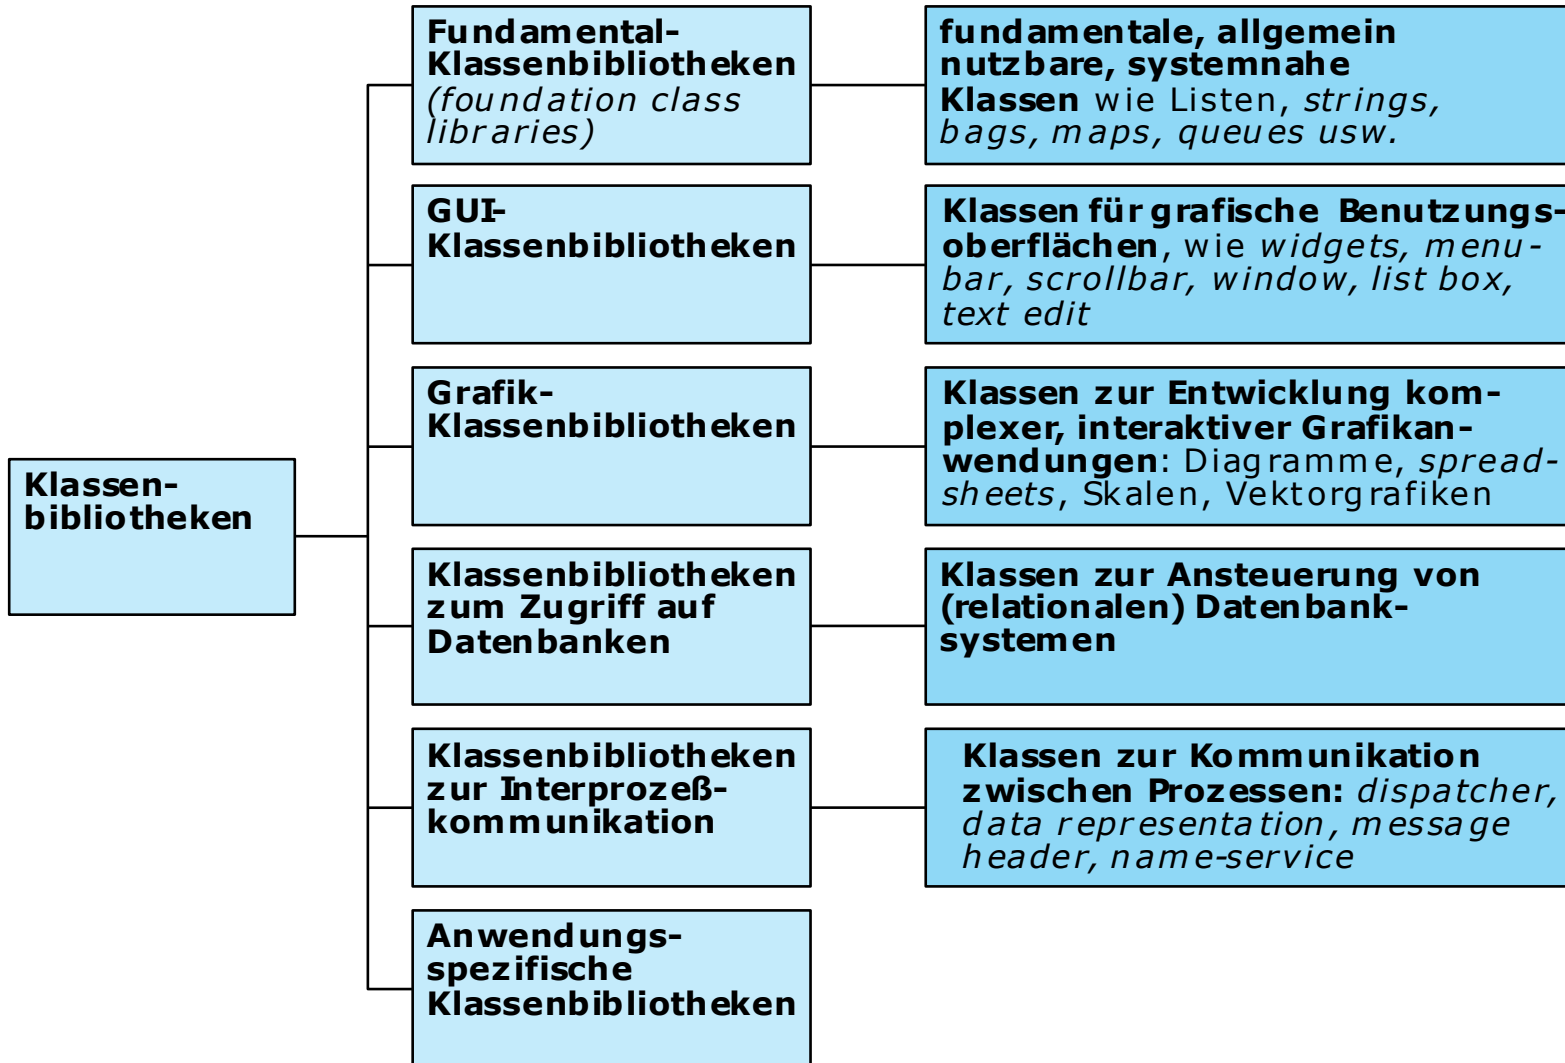 Klassen-
bibliotheken
Fundamental-
Klassenbibliotheken
(foundation class
libraries)
fundamentale, allgemein
nutzbare, systemnahe
Klassen wie Listen, strings,
bags, maps, queues usw.
GUI-
Klassenbibliotheken
Klassen für grafische Benutzungs-
oberflächen, wie widgets, menu-
bar, scrollbar, window, list box,
text edit
Grafik-
Klassenbibliotheken
Klassen zur Entwicklung kom-
plexer, interaktiver Grafikan-
wendungen: Diagramme, spread-
sheets, Skalen, Vektorgrafiken
Klassenbibliotheken
zum Zugriff auf
Datenbanken
Klassen zur Ansteuerung von
(relationalen) Datenbank-
systemen
Klassenbibliotheken
zur Interprozeß-
kommunikation
Klassen zur Kommunikation
zwischen Prozessen: dispatcher,
data representation, message
header, name-service
Anwendungs-
spezifische
Klassenbibliotheken